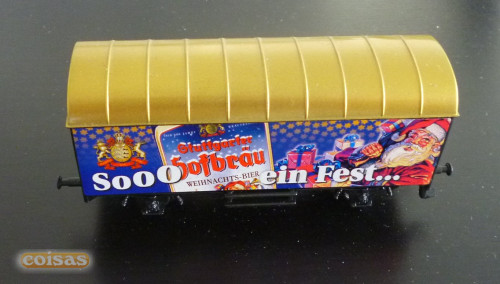 Stuttgarter
Hofbräu
WEIHNACHTS-BIER
SoOO
ein Fest...
coisas